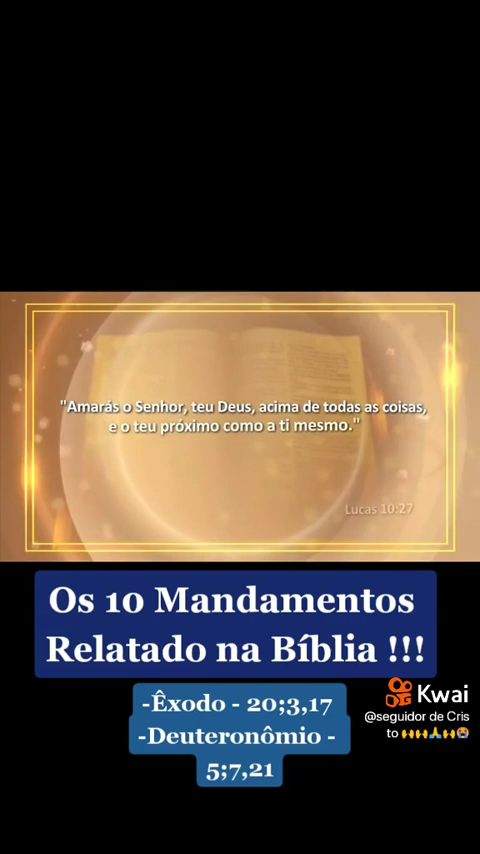 "Amarás o Senhor, teu Deus, acima de todas as coisas,
e o teu próximo como a ti mesmo."
Lucas 10:27
Os 10 Mandamentos
Relatado na Bíblia !!!
-Êxodo - 20;3,17
-Deuteronômio -
5;7,21
Kwai
@seguidor de Cris
to 🙌🙌🙏🙌😭